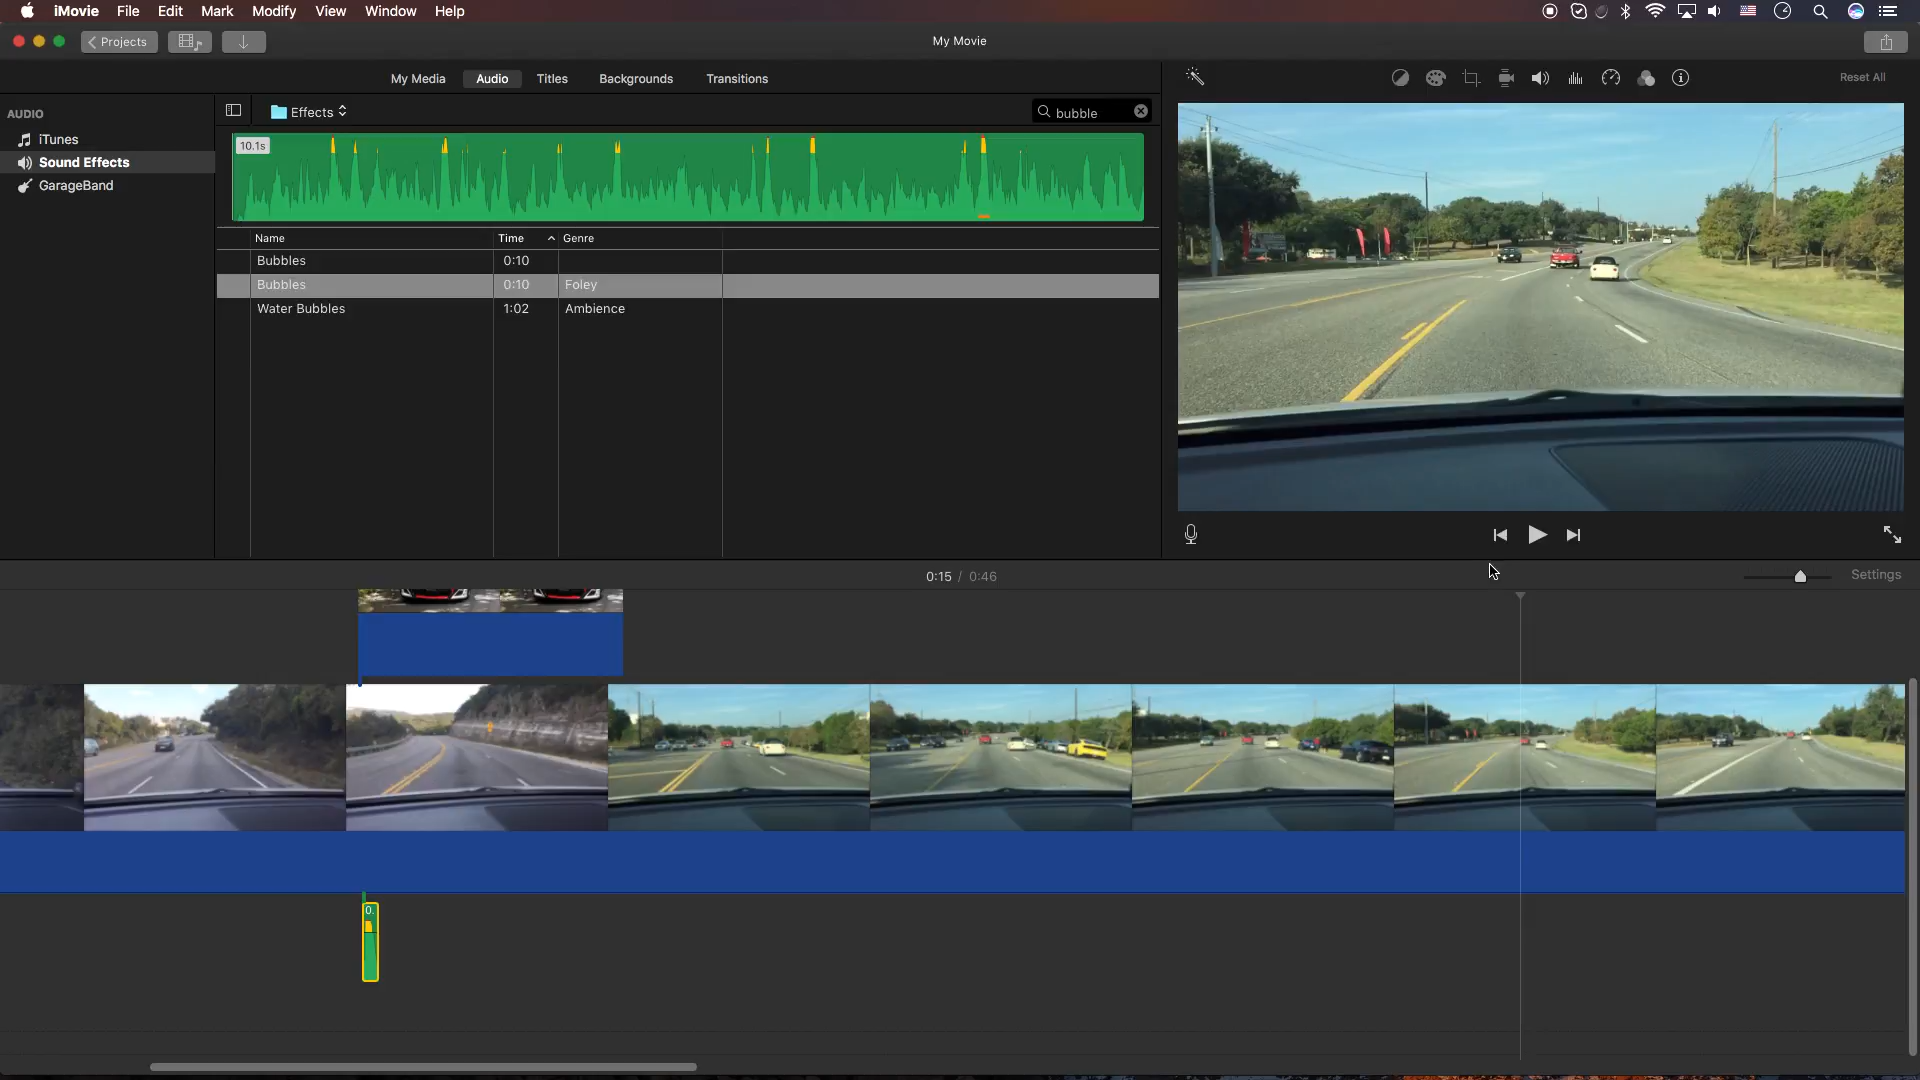 iMovie File Edit Mark Modify View Window Help
Projects
My Movie
My Media Audio Titles Backgrounds Transitions
Reset All
AUDIO
iTunes
Sound Effects
GarageBand
Effects
bubble
10.1s
Name Time Genre
Bubbles 0:10
Bubbles 0:10 Foley
Water Bubbles 1:02 Ambience
0:15 / 0:46
Settings
0.